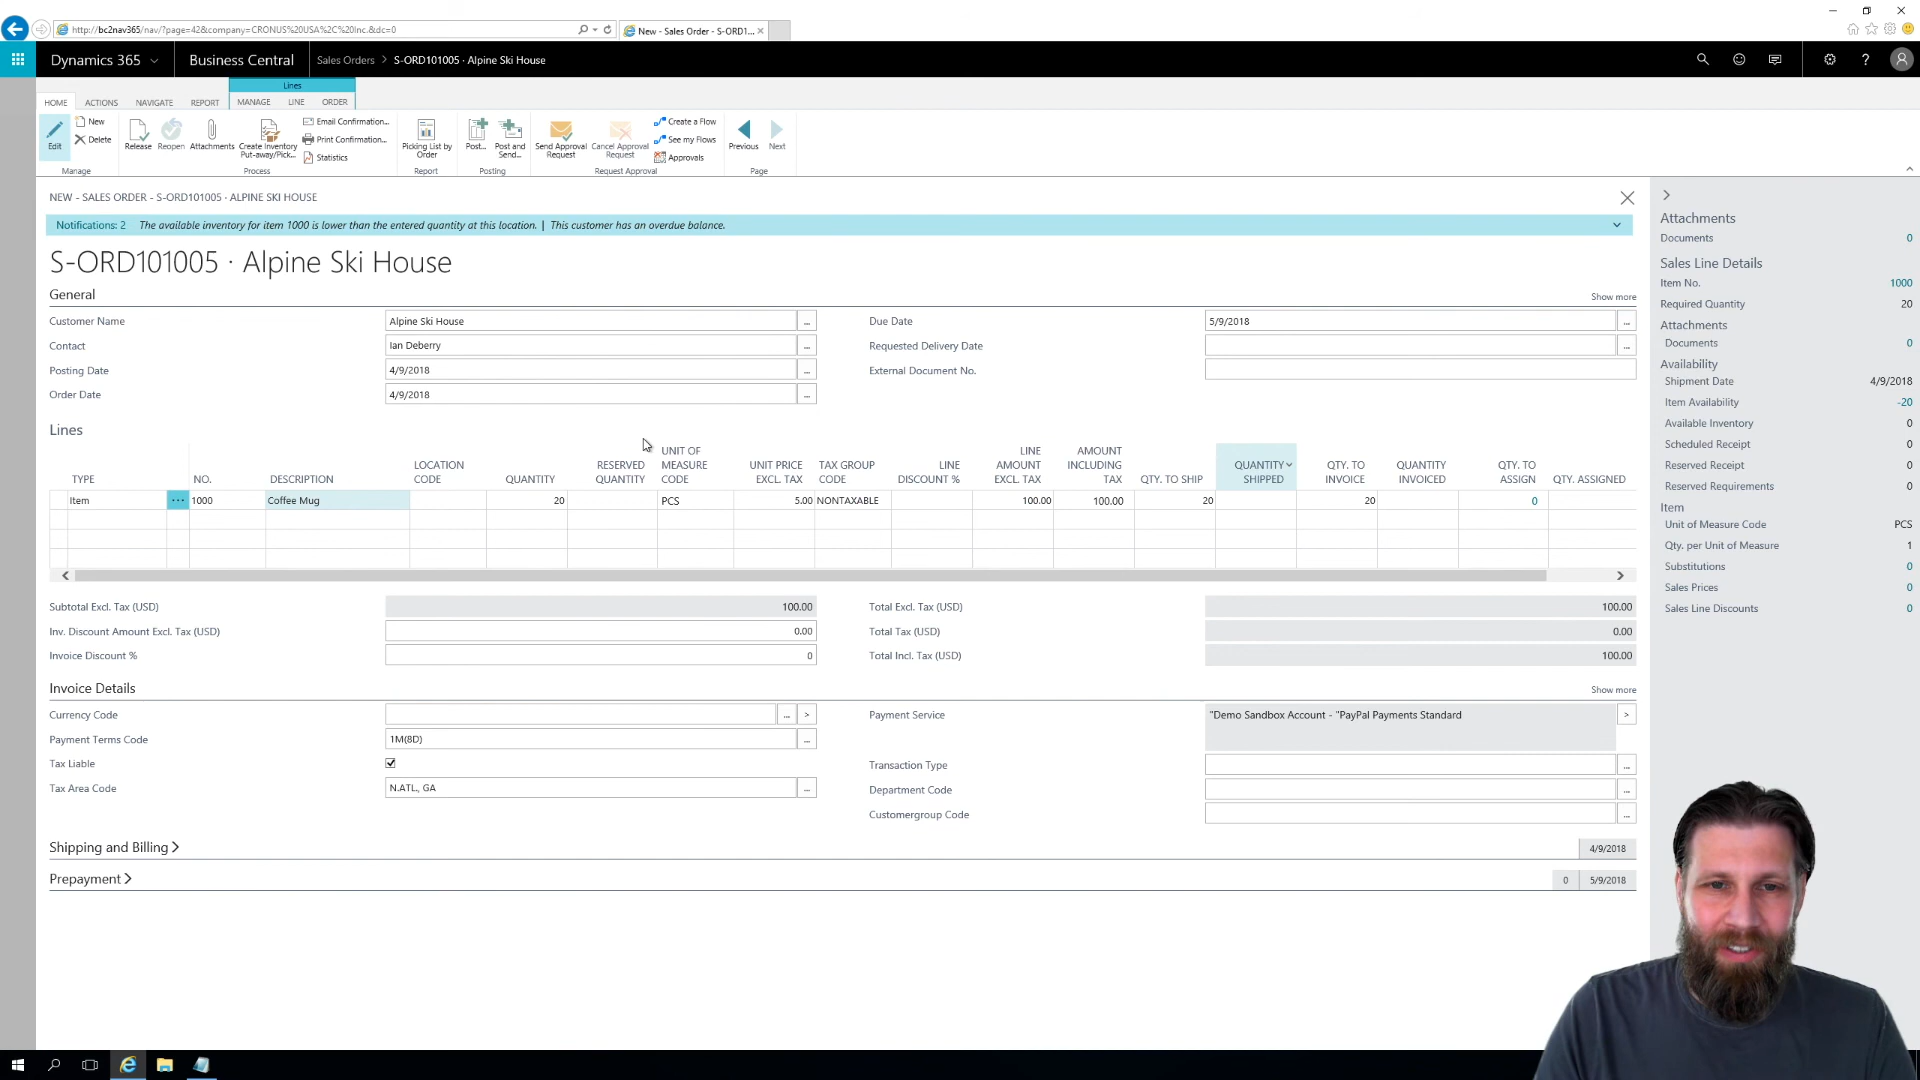 http://bc2nav365/nav/?page=42&company=CRONUS%20USA%2C%20Inc.&dc=0
New - Sales Order - S-ORD1...
Dynamics 365
Business Central
Sales Orders > S-ORD101005 · Alpine Ski House
Lines
HOME ACTIONS NAVIGATE REPORT MANAGE LINE ORDER
Edit
New
Delete
Manage
Release
Reopen
Attachments
Create Inventory Put-away/Pick...
Email Confirmation...
Print Confirmation...
Statistics
Process
Picking List by Order
Report
Post...
Post and Send...
Posting
Send Approval Request
Cancel Approval Request
Create a Flow
See my Flows
Approvals
Request Approval
Previous
Next
Page
NEW - SALES ORDER - S-ORD101005 · ALPINE SKI HOUSE
Notifications: 2 The available inventory for item 1000 is lower than the entered quantity at this location. | This customer has an overdue balance.
S-ORD101005 · Alpine Ski House
General
Show more
Customer Name Alpine Ski House ...
Contact Ian Deberry ...
Posting Date 4/9/2018 ...
Order Date 4/9/2018 ...
Due Date 5/9/2018 ...
Requested Delivery Date ...
External Document No.
Lines
TYPE NO. DESCRIPTION LOCATION CODE QUANTITY RESERVED QUANTITY UNIT OF MEASURE CODE UNIT PRICE EXCL. TAX TAX GROUP CODE LINE DISCOUNT % LINE AMOUNT EXCL. TAX AMOUNT INCLUDING TAX QTY. TO SHIP QUANTITY SHIPPED QTY. TO INVOICE QUANTITY INVOICED QTY. TO ASSIGN QTY. ASSIGNED
Item ... 1000 Coffee Mug 20 PCS 5.00 NONTAXABLE 100.00 100.00 20 20 0
Subtotal Excl. Tax (USD) 100.00
Inv. Discount Amount Excl. Tax (USD) 0.00
Invoice Discount % 0
Total Excl. Tax (USD) 100.00
Total Tax (USD) 0.00
Total Incl. Tax (USD) 100.00
Invoice Details
Show more
Currency Code ... >
Payment Terms Code 1M(8D) ...
Tax Liable
Tax Area Code N.ATL., GA ...
Payment Service "Demo Sandbox Account - "PayPal Payments Standard >
Transaction Type ...
Department Code ...
Customergroup Code ...
Shipping and Billing > 4/9/2018
Prepayment > 0 5/9/2018
Attachments
Documents 0
Sales Line Details
Item No. 1000
Required Quantity 20
Attachments
Documents 0
Availability
Shipment Date 4/9/2018
Item Availability -20
Available Inventory 0
Scheduled Receipt 0
Reserved Receipt 0
Reserved Requirements 0
Item
Unit of Measure Code PCS
Qty. per Unit of Measure 1
Substitutions 0
Sales Prices 0
Sales Line Discounts 0